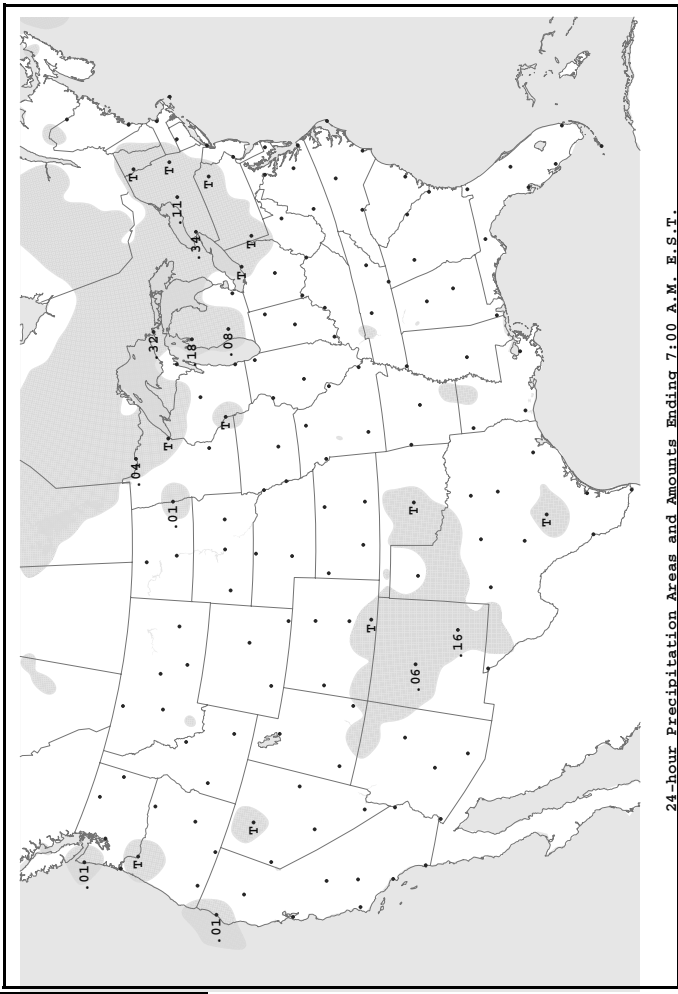 .01
T
.04
T
.32
T
T
.01
.11
.18
.34
T
.01
T
.08
T
T
T
T
T
.06
.16
T
24-hour Precipitation Areas and Amounts Ending 7:00 A.M. E.S.T.